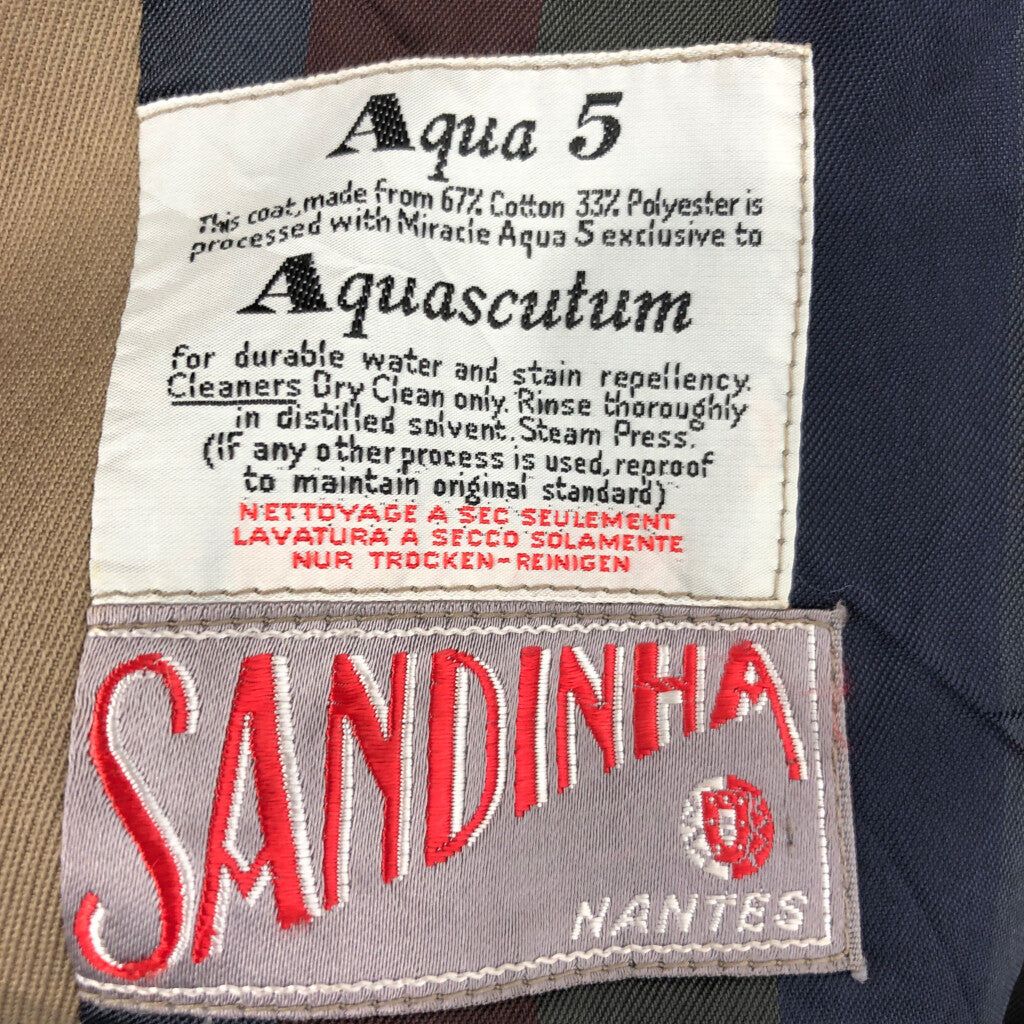 Aqua 5
This coat, made from 67% Cotton 33% Polyester is
processed with Miracle Aqua 5 exclusive to
Aquascutum
for durable water and stain repellency.
Cleaners Dry Clean only. Rinse thoroughly
in distilled solvent. Steam Press.
(if any other process is used, reproof
to maintain original standard)
NETTOYAGE A SEC SEULEMENT
LAVATURA A SECCO SOLAMENTE
NUR TROCKEN-REINIGEN
SANDINHA
NANTES